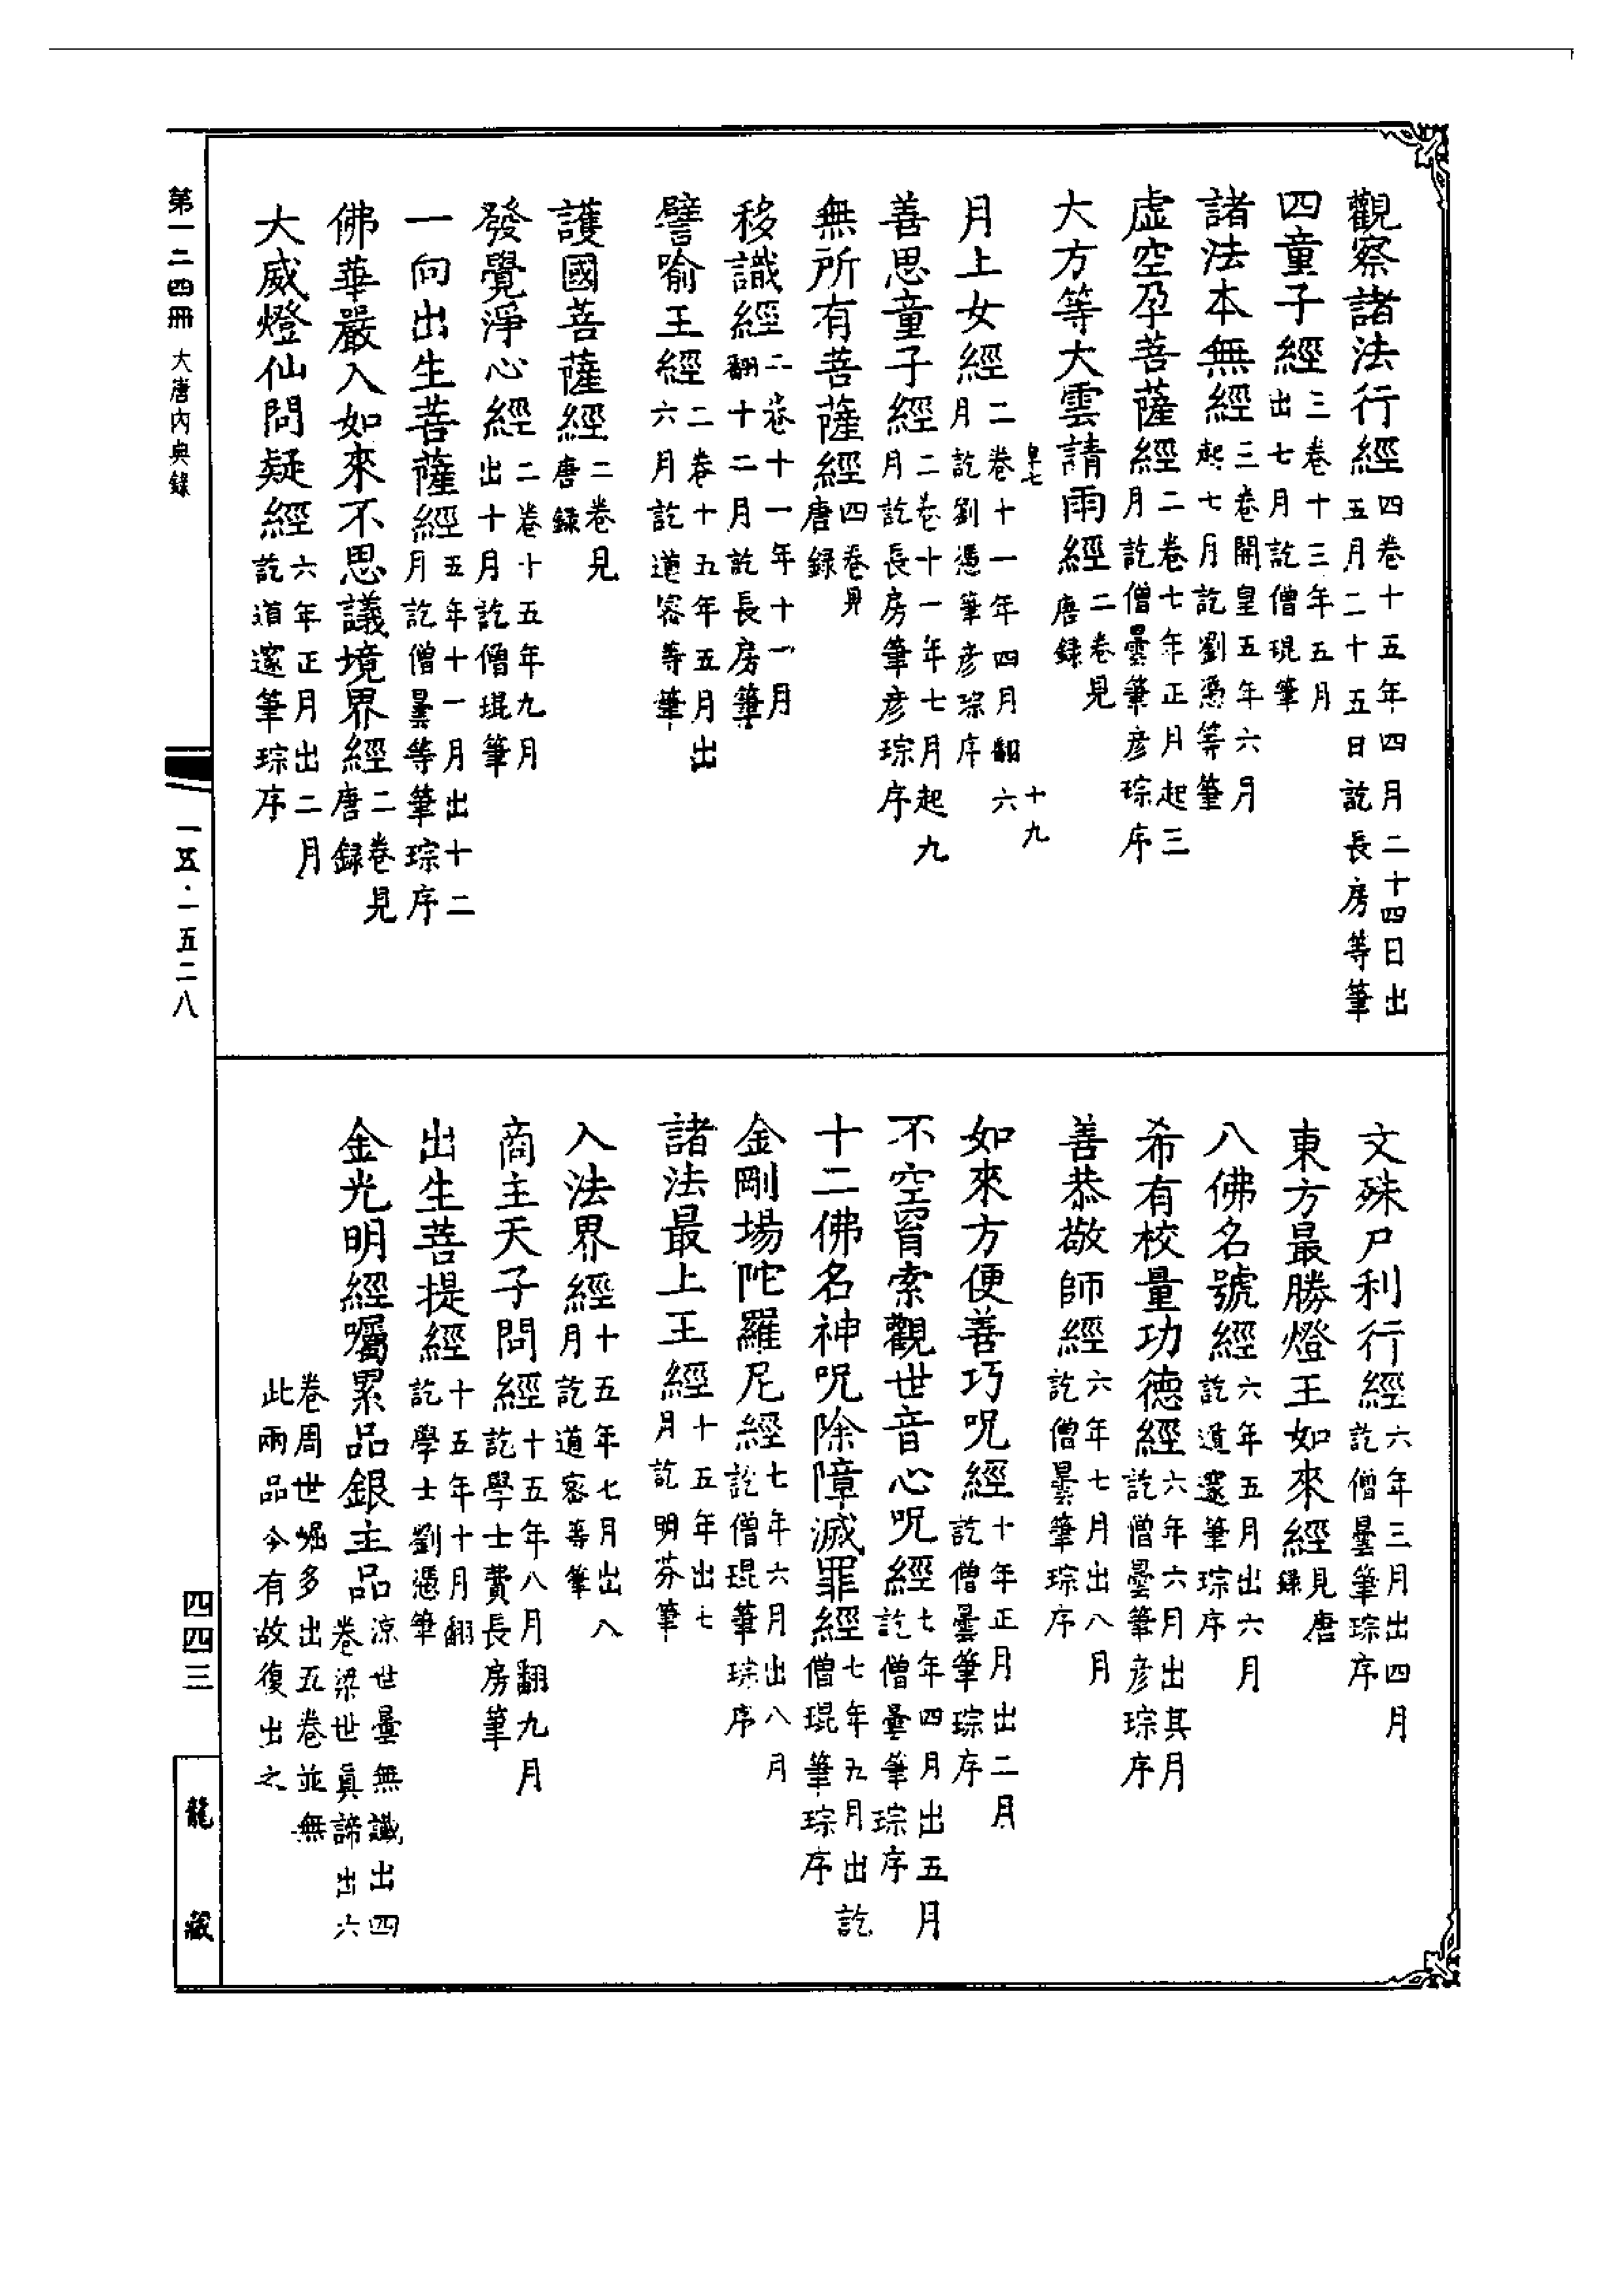 觀察諸法行經四卷十五年四月二十四日出五月二十五日訖長房等筆
四童子經三卷十三年五月出七月訖僧琨筆
諸法本無經三卷開皇五年六月起七月訖劉憑等筆
虛空孕菩薩經二卷七年正月起三月訖僧曇筆彥琮序
大方等大雲請雨經二卷見唐錄
十九
月上女經二卷十一年四月翻六月訖劉憑筆彥琮序
善思童子經二卷十一年七月起九月訖長房筆彥琮序
無所有菩薩經四卷見唐錄
移識經二卷十一年十一月翻十二月訖長房筆
譬喻王經二卷十五年五月出六月訖道密等筆
護國菩薩經二卷見唐錄
發覺淨心經二卷十五年九月出十月訖僧琨筆
一向出生菩薩經五年十一月出十二月訖僧曇等筆琮序
佛華嚴入如來不思議境界經二卷見唐錄
大威燈仙問疑經六年正月出二月訖道邃筆琮序
文殊尸利行經六年三月出四月訖僧曇筆琮序
東方最勝燈王如來經見唐錄
八佛名號經六年五月出六月訖道邃筆琮序
希有校量功德經六年六月出其月訖僧曇筆彥琮序
善恭敬師經六年七月出八月訖僧曇筆琮序
如來方便善巧呪經十年正月出二月訖僧曇筆琮序
不空罥索觀世音心呪經七年四月出五月訖僧曇筆琮序
十二佛名神呪除障滅罪經七年五月出訖僧琨筆琮序
金剛場陀羅尼經七年六月出八月訖僧琨筆琮序
諸法最上王經十五年出七月訖明芬筆
入法界經十五年七月出八月訖道密等筆
商主天子問經十五年八月翻九月訖學士費長房筆
出生菩提經十五年十月翻訖學士劉憑筆
金光明經囑累品銀主品涼世曇無讖出四卷梁世真諦出六
卷周世崛多出五卷並無此兩品今有故復出之
第一二四冊 大唐內典錄
一五·一五二八
四四三
龍藏